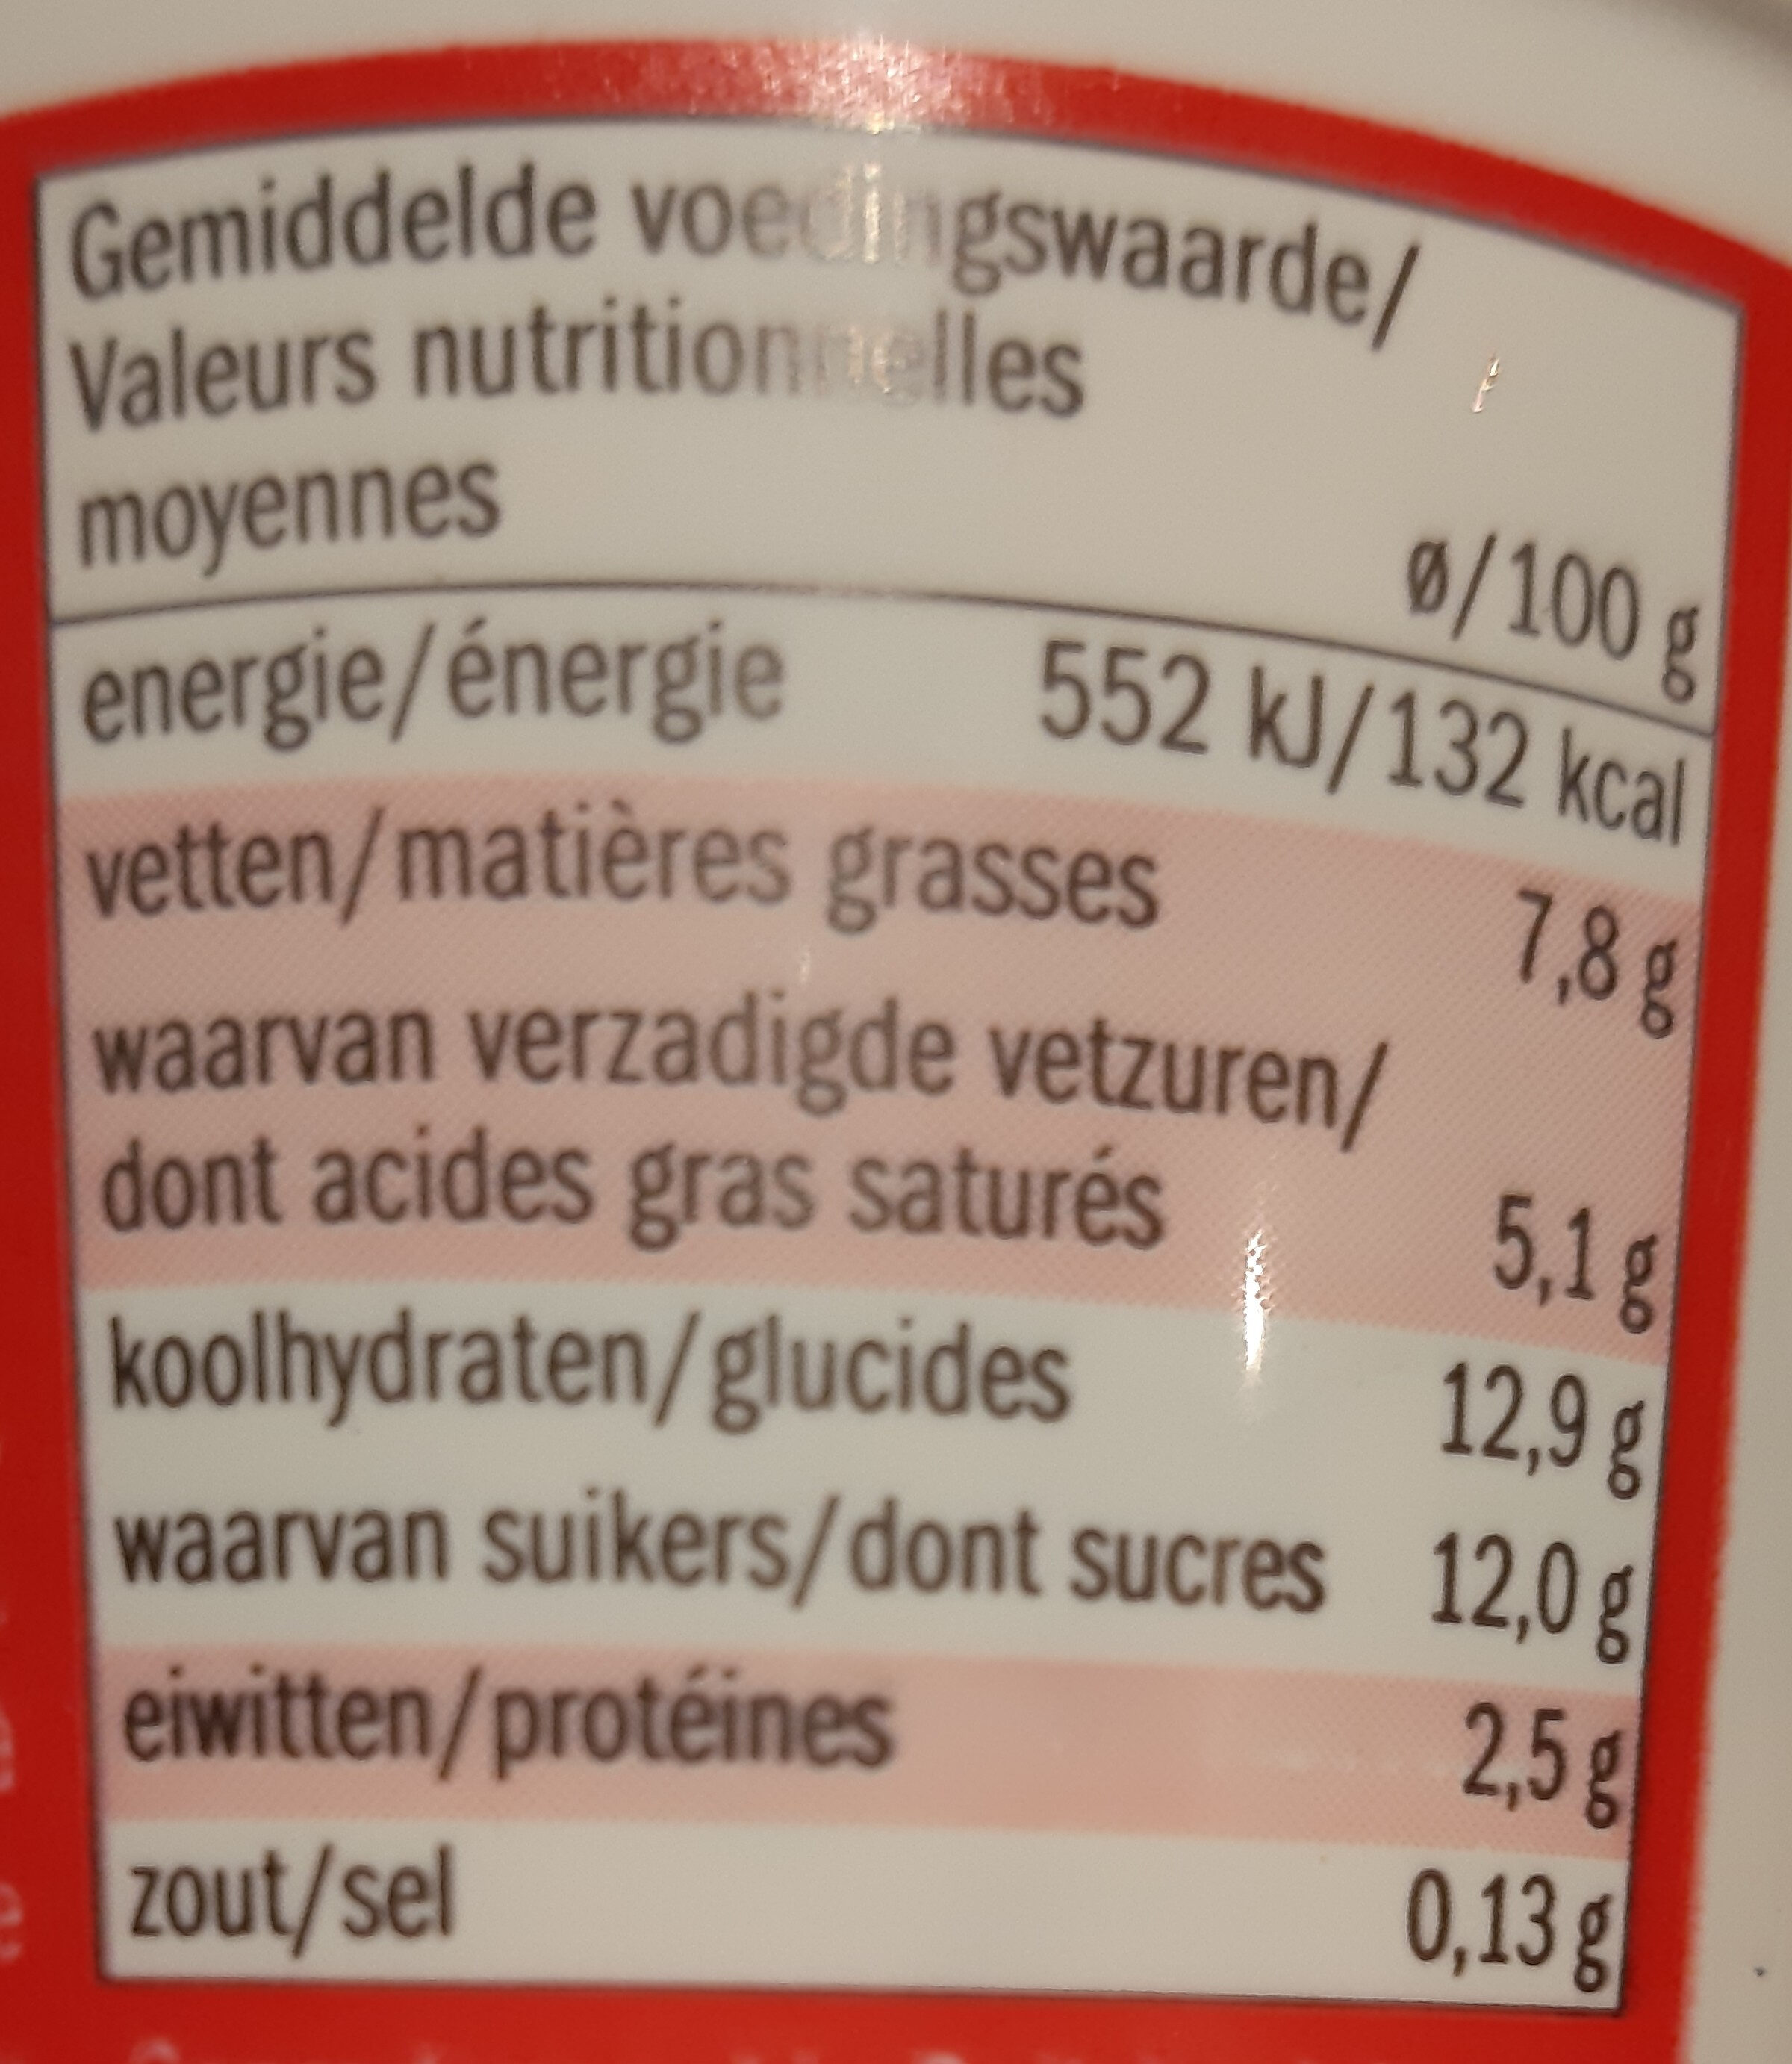 Gemiddelde voedingswaarde/
Valeurs nutritionnelles
moyennes
ø/100 g
energie/énergie 552 kJ/132 kcal
vetten/matières grasses 7,8 g
waarvan verzadigde vetzuren/
dont acides gras saturés 5,1 g
koolhydraten/glucides 12,9 g
waarvan suikers/dont sucres 12,0 g
eiwitten/protéines 2,5 g
zout/sel 0,13 g